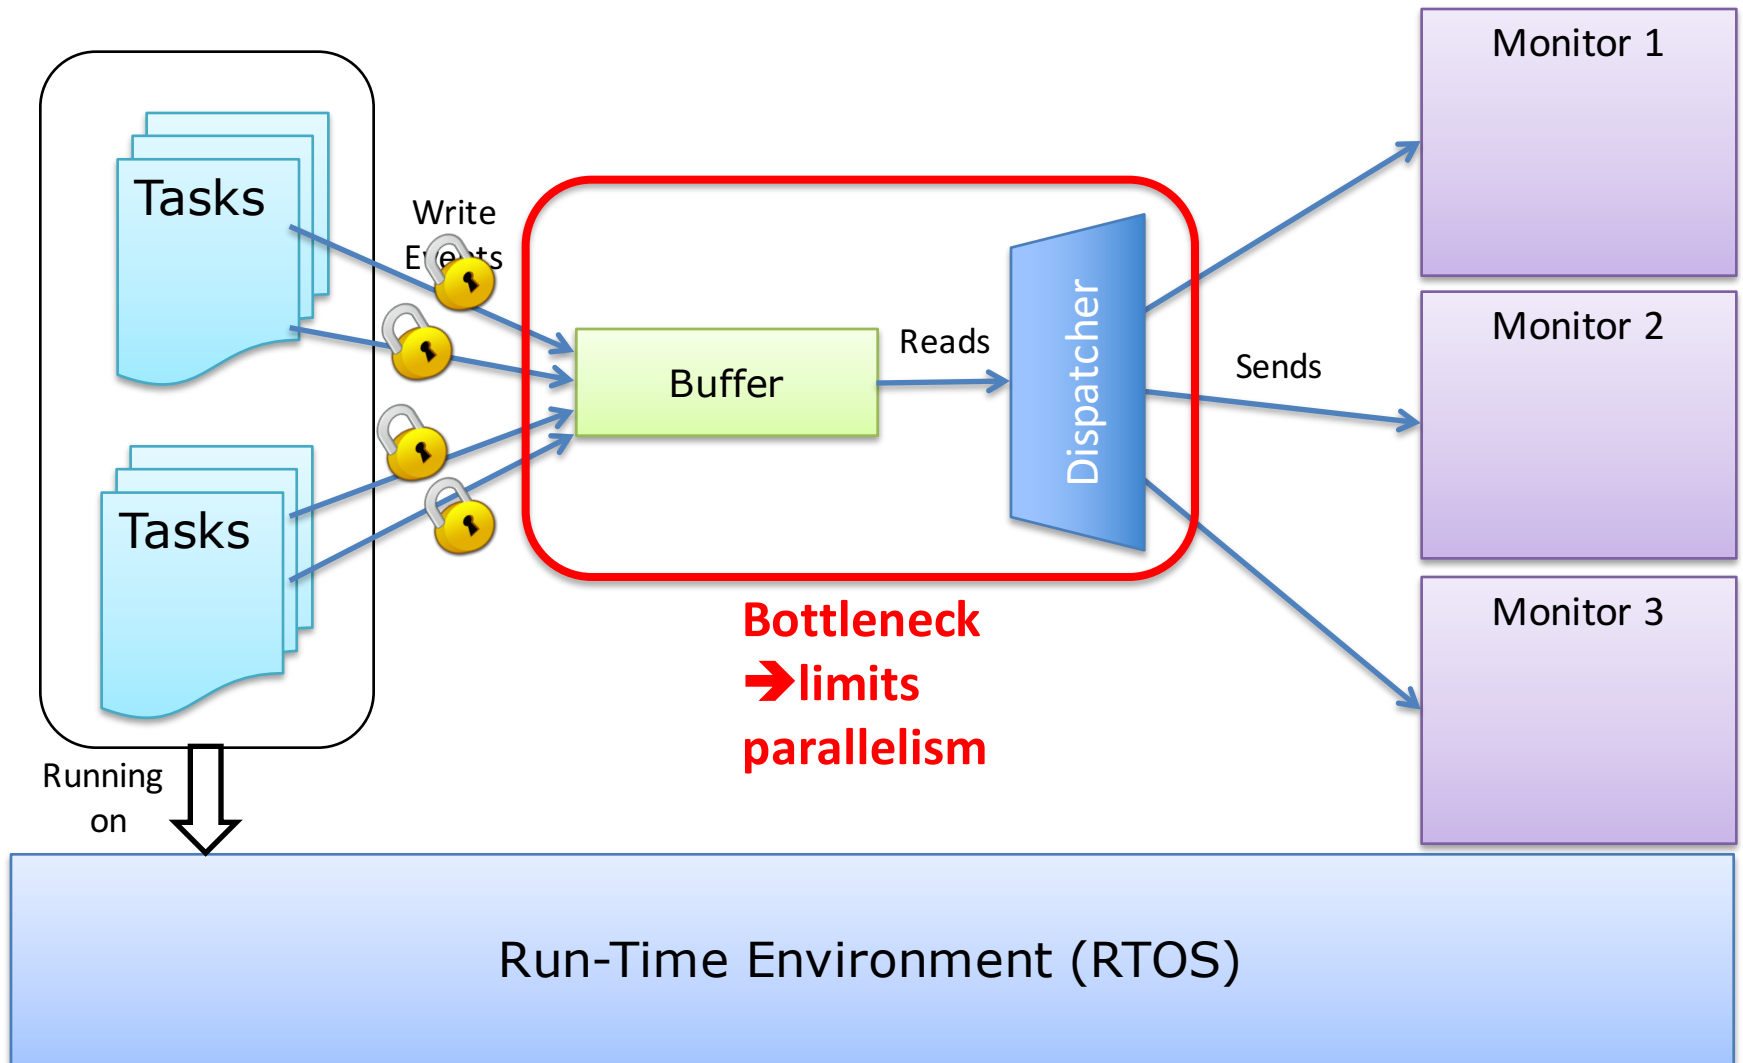 Monitor 1
Tasks
Write
Events
Reads
Dispatcher
Buffer
Sends
Monitor 2
Tasks
Bottleneck
➔limits
parallelism
Monitor 3
Running
on
Run-Time Environment (RTOS)